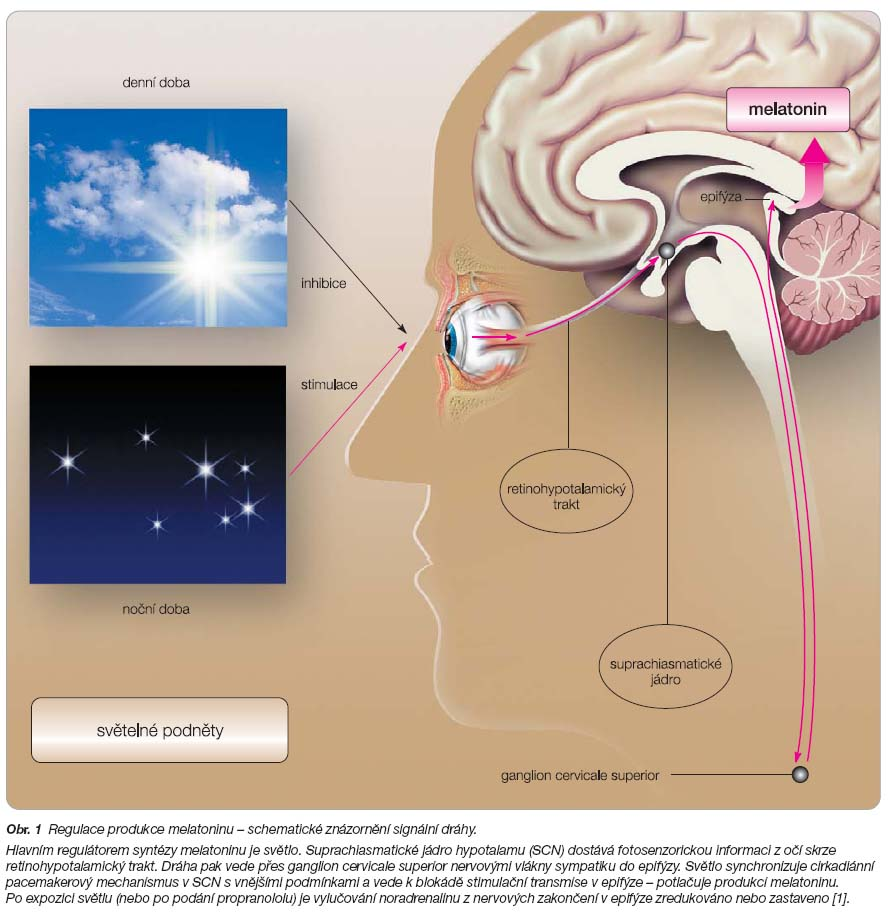 denní doba
melatonin
epifýza
inhibice
stimulace
retinohypotalamický
trakt
noční doba
suprachiasmatické
jádro
světelné podněty
ganglion cervicale superior
Obr. 1 Regulace produkce melatoninu – schematické znázornění signální dráhy.
Hlavním regulátorem syntézy melatoninu je světlo. Suprachiasmatické jádro hypotalamu (SCN) dostává fotosenzorickou informaci z očí skrze
retinohypotalamický trakt. Dráha pak vede přes ganglion cervicale superior nervovými vlákny sympatiku do epifýzy. Světlo synchronizuje cirkadiánní
pacemakerový mechanismus v SCN s vnějšími podmínkami a vede k blokádě stimulační transmise v epifýze – potlačuje produkci melatoninu.
Po expozici světlu (nebo po podání propranololu) je vylučování noradrenalinu z nervových zakončení v epifýze zredukováno nebo zastaveno [1].